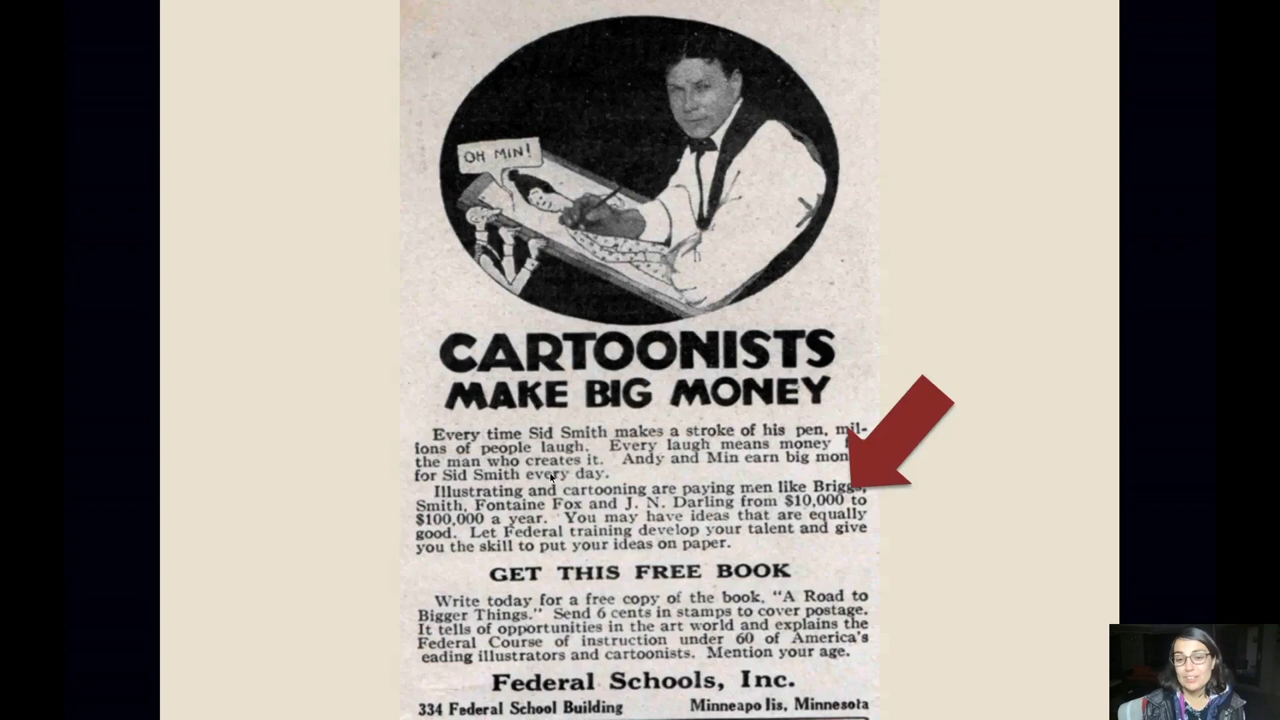 OH MIN!
CARTOONISTS
MAKE BIG MONEY
Every time Sid Smith makes a stroke of his pen, mil-
ions of people laugh. Every laugh means money
the man who creates it. Andy and Min earn big mon
for Sid Smith every day.
Illustrating and cartooning are paying men like Briggs,
Smith, Fontaine Fox and J. N. Darling from $10,000 to
$100,000 a year. You may have ideas that are equally
good. Let Federal training develop your talent and give
you the skill to put your ideas on paper.
GET THIS FREE BOOK
Write today for a free copy of the book, "A Road to
Bigger Things." Send 6 cents in stamps to cover postage.
It tells of opportunities in the art world and explains the
Federal Course of instruction under 60 of America's
eading illustrators and cartoonists. Mention your age.
Federal Schools, Inc.
334 Federal School Building Minneapo lis, Minnesota